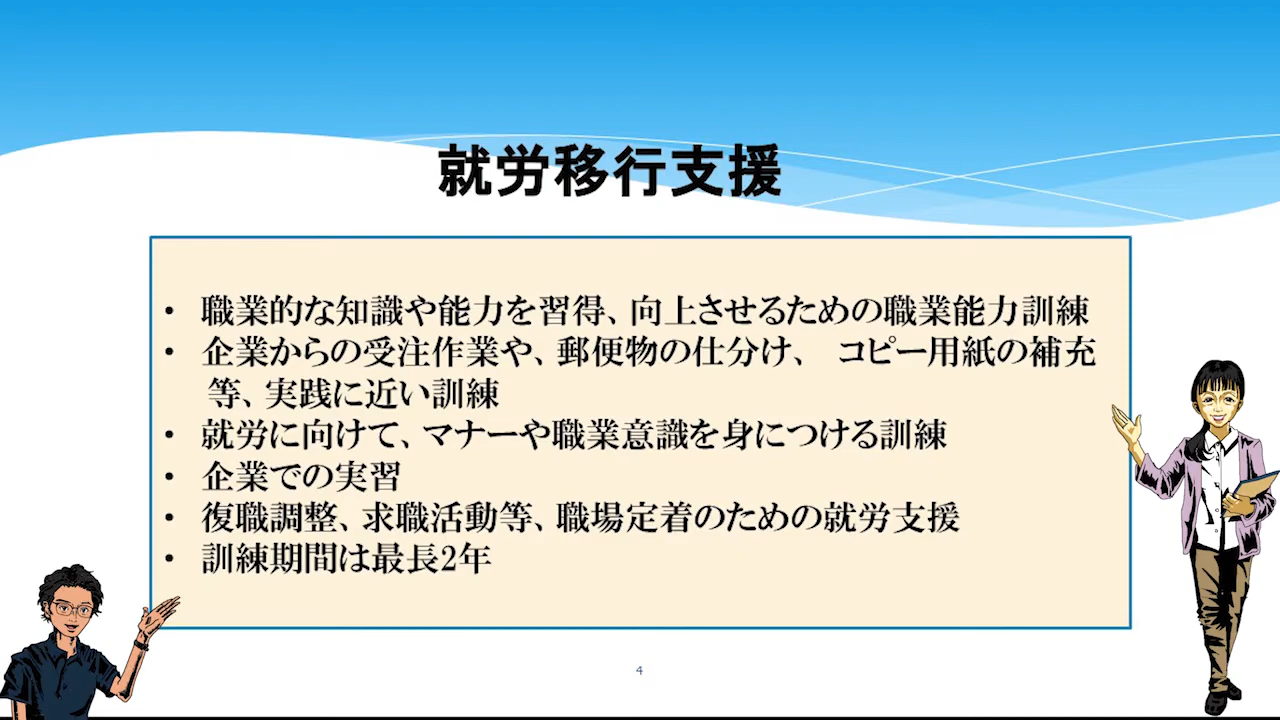 就労移行支援
• 職業的な知識や能力を習得、向上させるための職業能力訓練
• 企業からの受注作業や、郵便物の仕分け、 コピー用紙の補充
等、実践に近い訓練
• 就労に向けて、マナーや職業意識を身につける訓練
• 企業での実習
• 復職調整、求職活動等、職場定着のための就労支援
• 訓練期間は最長2年
4